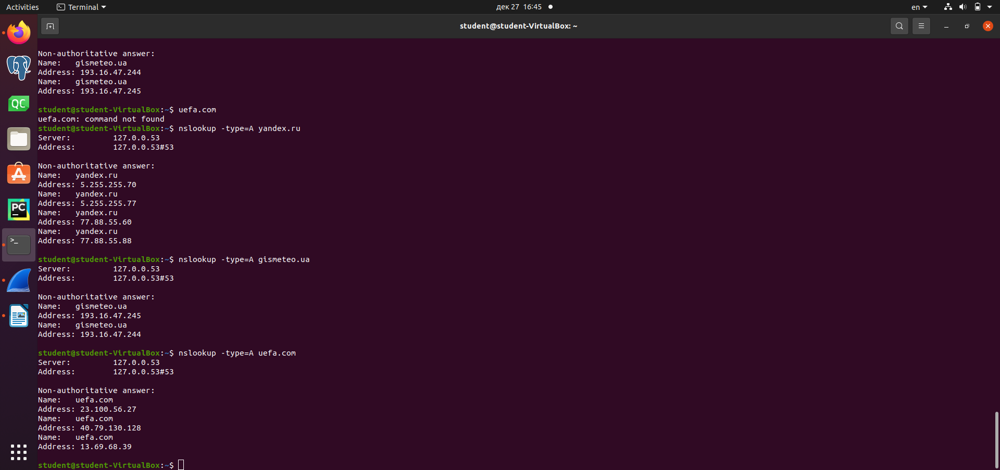 Activities Terminal дек 27 16:45 en
student@student-VirtualBox: ~
Non-authoritative answer:
Name: gismeteo.ua
Address: 193.16.47.244
Name: gismeteo.ua
Address: 193.16.47.245
student@student-VirtualBox:~$ uefa.com
uefa.com: command not found
student@student-VirtualBox:~$ nslookup -type=A yandex.ru
Server: 127.0.0.53
Address: 127.0.0.53#53
Non-authoritative answer:
Name: yandex.ru
Address: 5.255.255.70
Name: yandex.ru
Address: 5.255.255.77
Name: yandex.ru
Address: 77.88.55.60
Name: yandex.ru
Address: 77.88.55.88
student@student-VirtualBox:~$ nslookup -type=A gismeteo.ua
Server: 127.0.0.53
Address: 127.0.0.53#53
Non-authoritative answer:
Name: gismeteo.ua
Address: 193.16.47.245
Name: gismeteo.ua
Address: 193.16.47.244
student@student-VirtualBox:~$ nslookup -type=A uefa.com
Server: 127.0.0.53
Address: 127.0.0.53#53
Non-authoritative answer:
Name: uefa.com
Address: 23.100.56.27
Name: uefa.com
Address: 40.79.130.128
Name: uefa.com
Address: 13.69.68.39
student@student-VirtualBox:~$
QC
PC
>_